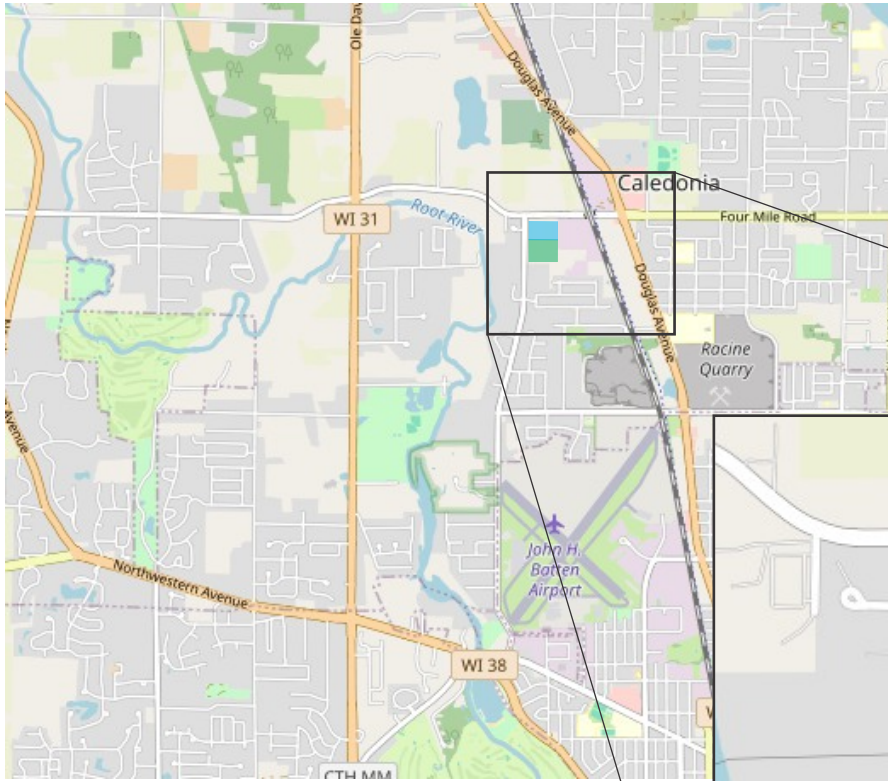 Ole Dav
Douglas Avenue
Caledonia
WI 31
Root River
Four Mile Road
Douglas Avenue
Racine
Quarry
Avenue
John H.
Batten
Airport
Northwestern Avenue
WI 38
CTH MM